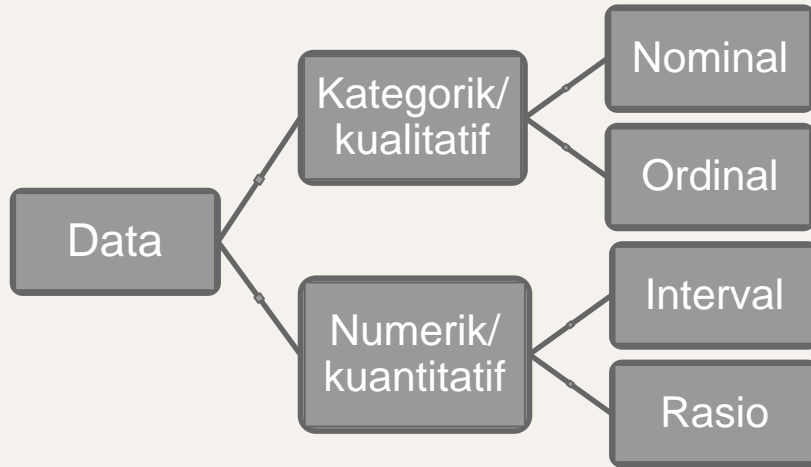 Data
Kategorik/
kualitatif
Nominal
Ordinal
Numerik/
kuantitatif
Interval
Rasio